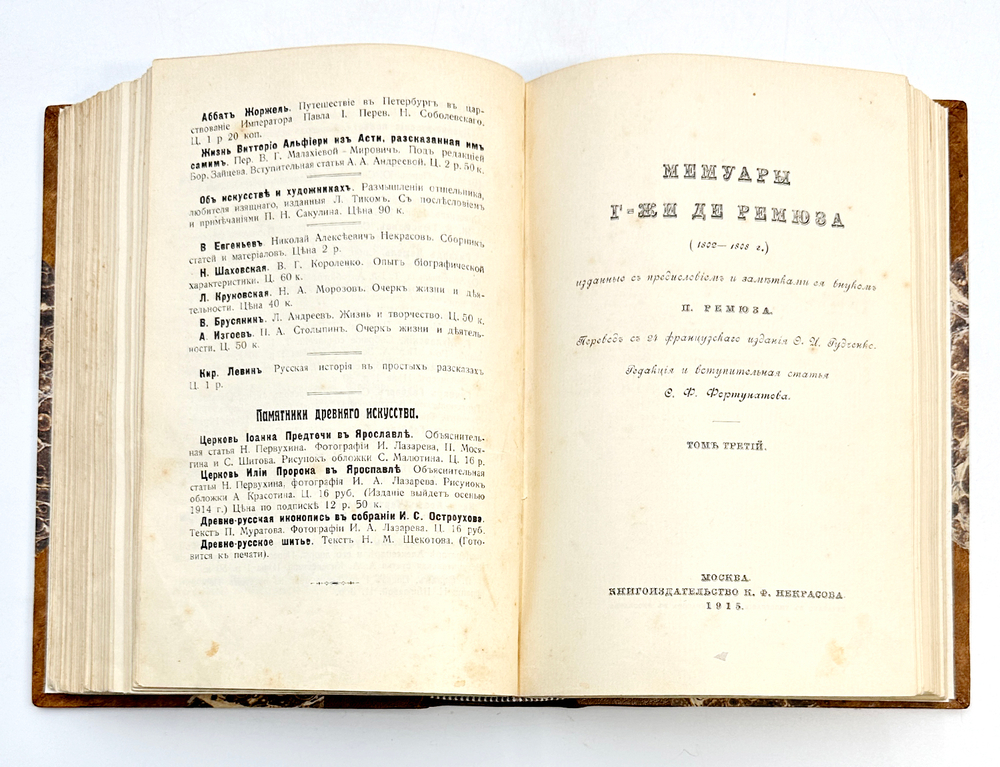 Аббатъ Жоржель. Путешествіе въ Петербургъ въ цар-
ствованіе Императора Павла I. Перев. Н. Соболевскаго.
Ц. 1 р 20 коп.
Жизнь Витторіо Альфіери изъ Асти, разсказанная имъ
самимъ. Пер. В. Г. Малахіевой - Мировичъ. Подъ редакціей
Бор. Зайцева. Вступительная статья А. А. Андреевой. Ц. 2 р. 50 к.
Объ искусствѣ и художникахъ. Размышленія отшельника,
любителя изящнаго, изданныя Л. Тикомъ. Съ послѣсловіемъ
и примѣчаніями П. Н. Сакулина. Цѣна 90 к.
В Евгеньевъ Николай Алексѣевич Некрасовъ. Сборникъ
статей и матеріаловъ. Цѣна 2 р.
Н. Шаховская. В. Г. Короленко. Опытъ біографической
характеристики. Ц. 60 к.
Л. Круковская. Н. А. Морозовъ. Очеркъ жизни и дѣя-
тельности. Цѣна 40 к.
В. Брусянинъ. Л. Андреевъ. Жизнь и творчество. Ц. 50 к.
А. Изгоевъ. П. А. Столыпинъ. Очеркъ жизни и дѣятель-
ности. Ц. 50 к.
Кир. Левинъ Русская исторія въ простыхъ разсказахъ
Ц. 1 р.
Памятники древняго искусства.
Церковь Іоанна Предтечи въ Ярославлѣ. Объяснитель-
ная статья Н. Первухина. Фотографіи И. Лазарева, П. Мося-
гина и С. Шитова. Рисунокъ обложки С. Малютина. Ц. 16 р.
Церковь Иліи Пророка въ Ярославлѣ Объяснительная
статья Н. Первухина, фотографія И. А. Лазарева. Рисунокъ
обложки А Красотина. Ц. 16 руб. (Изданіе выйдетъ осенью
1914 г.) Цѣна по подпискѣ 12 р. 50 к.
Древне-русская иконопись въ собраніи И. С. Остроухова.
Текстъ П. Муратова. Фотографіи И. А. Лазарева. Ц. 16 руб.
Древне-русское шитье. Текстъ Н. М. Щекотова. (Гото-
вится къ печати).
МЕМУАРЫ
Г-ЖИ ДЕ РЕМЮЗА
(1802—1808 г.)
изданные съ предисловіемъ и замѣтками ея внукомъ
П. РЕМЮЗА.
Переводъ съ 24 французскаго изданія О. И. Рудченко.
Редакція и вступительная статья
С. Ф. Фортунатова.
ТОМЪ ТРЕТІЙ.
МОСКВА
КНИГОИЗДАТЕЛЬСТВО К. Ф. НЕКРАСОВА
1915.